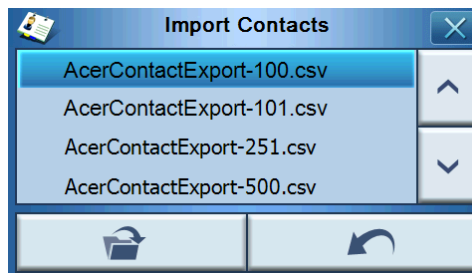 Import Contacts
AcerContactExport-100.csv
AcerContactExport-101.csv
AcerContactExport-251.csv
AcerContactExport-500.csv